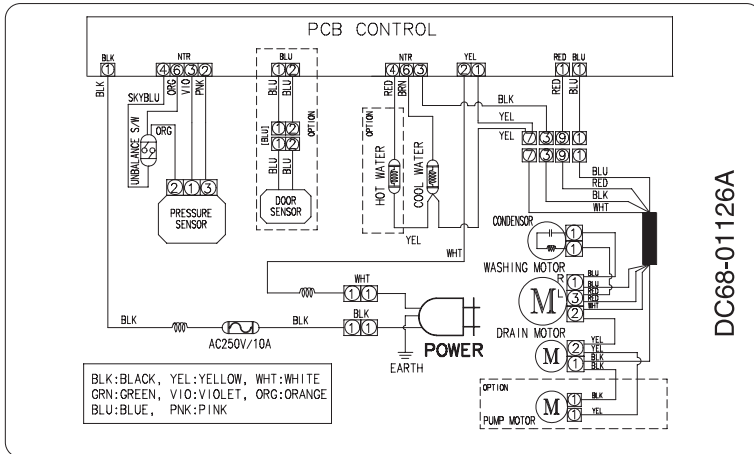 PCB CONTROL
BLK NTR BLU NTR YEL RED BLU
1 4 6 3 2 1 2 4 6 3 2 1 1 1
BLK SKYBLU ORG VIO PNK BLU BLU RED BRN
BLK
YEL
YEL
UNBALANCE S/W
ORG
[BLU]
1 2
1 2
OPTION
BLU BLU
OPTION
HOT WATER
COOL WATER
7 3 9 1
7 3 9 1
BLU
RED
BLK
WHT
2 1 3
PRESSURE
SENSOR
DOOR
SENSOR
YEL
WHT
CONDENSOR
1
1
WASHING MOTOR
R
L
M
1
3
2
BLU
BLU
RED
RED
WHT
WHT
1 1
BLK
AC250V/10A
BLK
BLK
1 1
POWER
EARTH
DRAIN MOTOR
M
2
1
YEL
YEL
BLK
BLK
OPTION
PUMP MOTOR
M
1
1
BLK
YEL
BLK:BLACK, YEL:YELLOW, WHT:WHITE
GRN:GREEN, VIO:VIOLET, ORG:ORANGE
BLU:BLUE, PNK:PINK
DC68-01126A